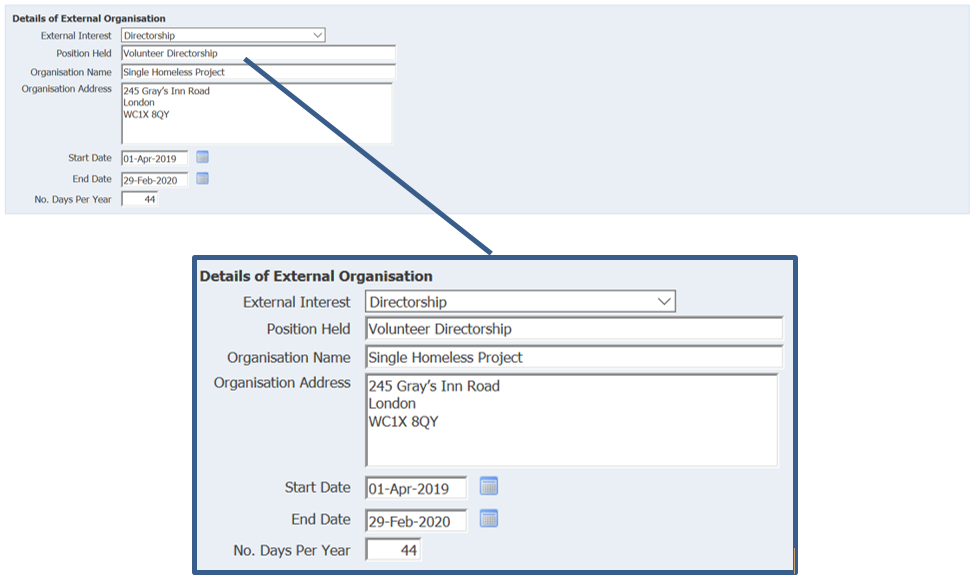 Details of External Organisation
External Interest Directorship
Position Held Volunteer Directorship
Organisation Name Single Homeless Project
Organisation Address 245 Gray's Inn Road
London
WC1X 8QY
Start Date 01-Apr-2019
End Date 29-Feb-2020
No. Days Per Year 44
Details of External Organisation
External Interest Directorship
Position Held Volunteer Directorship
Organisation Name Single Homeless Project
Organisation Address 245 Gray's Inn Road
London
WC1X 8QY
Start Date 01-Apr-2019
End Date 29-Feb-2020
No. Days Per Year 44